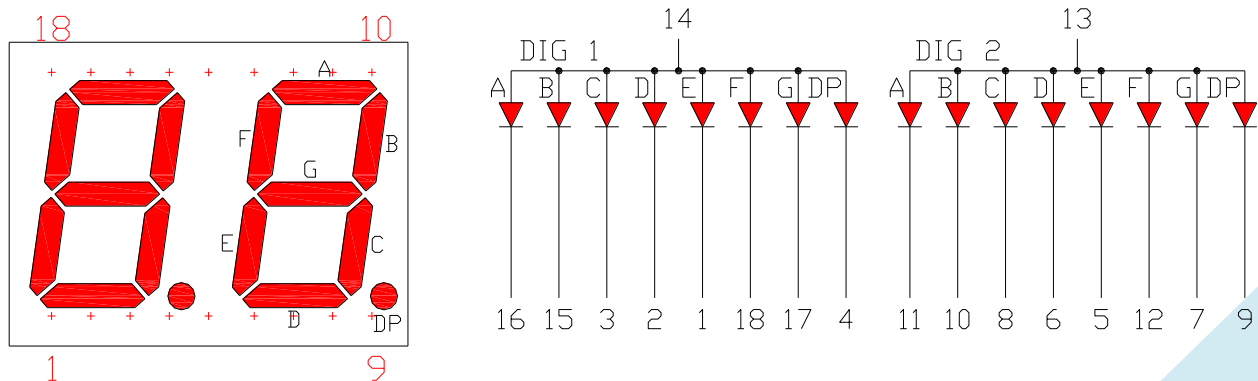 18 10
A
F B
G
E C
D DP
1 9
14
DIG 1
A B C D E F G DP
16 15 3 2 1 18 17 4
13
DIG 2
A B C D E F G DP
11 10 8 6 5 12 7 9